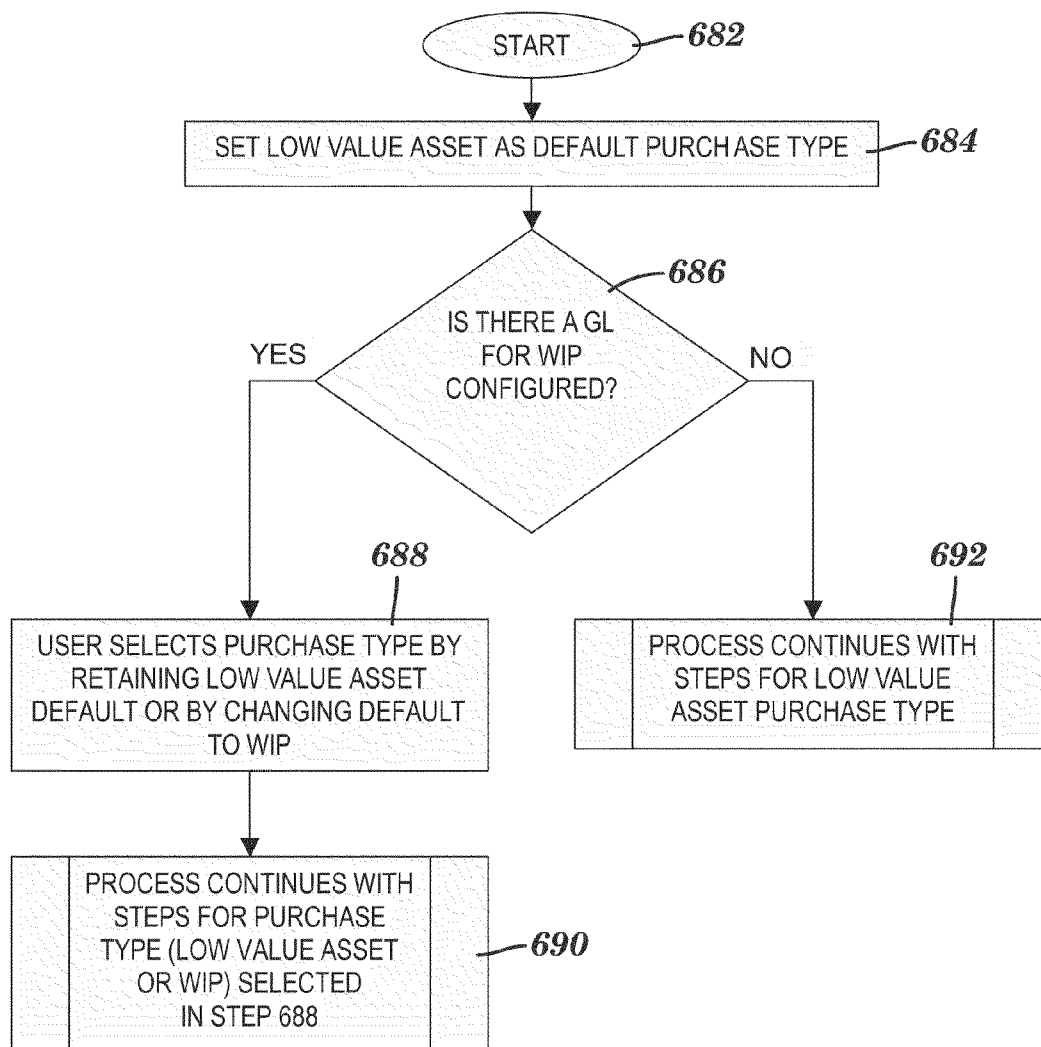 START
682
SET LOW VALUE ASSET AS DEFAULT PURCHASE TYPE
684
686
IS THERE A GL
FOR WIP
CONFIGURED?
YES
NO
688
USER SELECTS PURCHASE TYPE BY
RETAINING LOW VALUE ASSET
DEFAULT OR BY CHANGING DEFAULT
TO WIP
692
PROCESS CONTINUES WITH
STEPS FOR LOW VALUE
ASSET PURCHASE TYPE
PROCESS CONTINUES WITH
STEPS FOR PURCHASE
TYPE (LOW VALUE ASSET
OR WIP) SELECTED
IN STEP 688
690